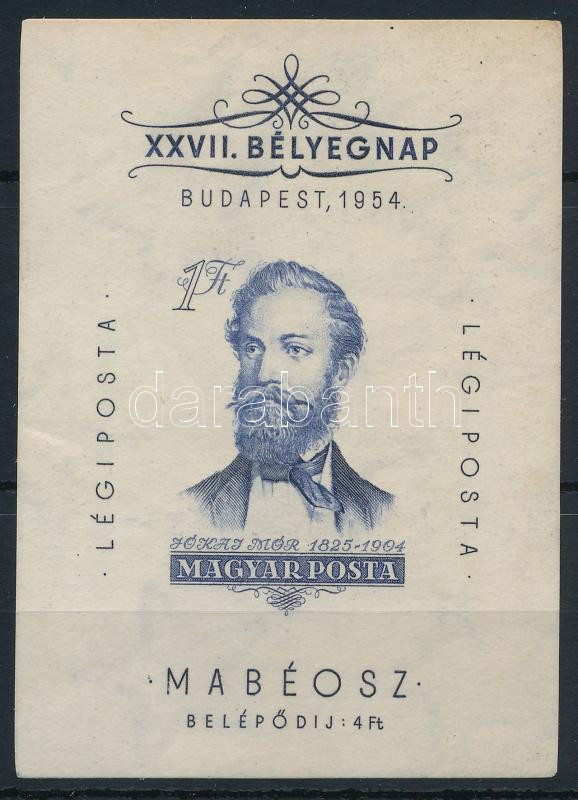 XXVII. BÉLYEGNAP
BUDAPEST, 1954.
1 Ft
· LÉGIPOSTA ·
· LÉGIPOSTA ·
darabanth
JÓKAI MÓR 1825-1904
MAGYAR POSTA
· MABÉOSZ ·
BELÉPŐDIJ: 4 Ft